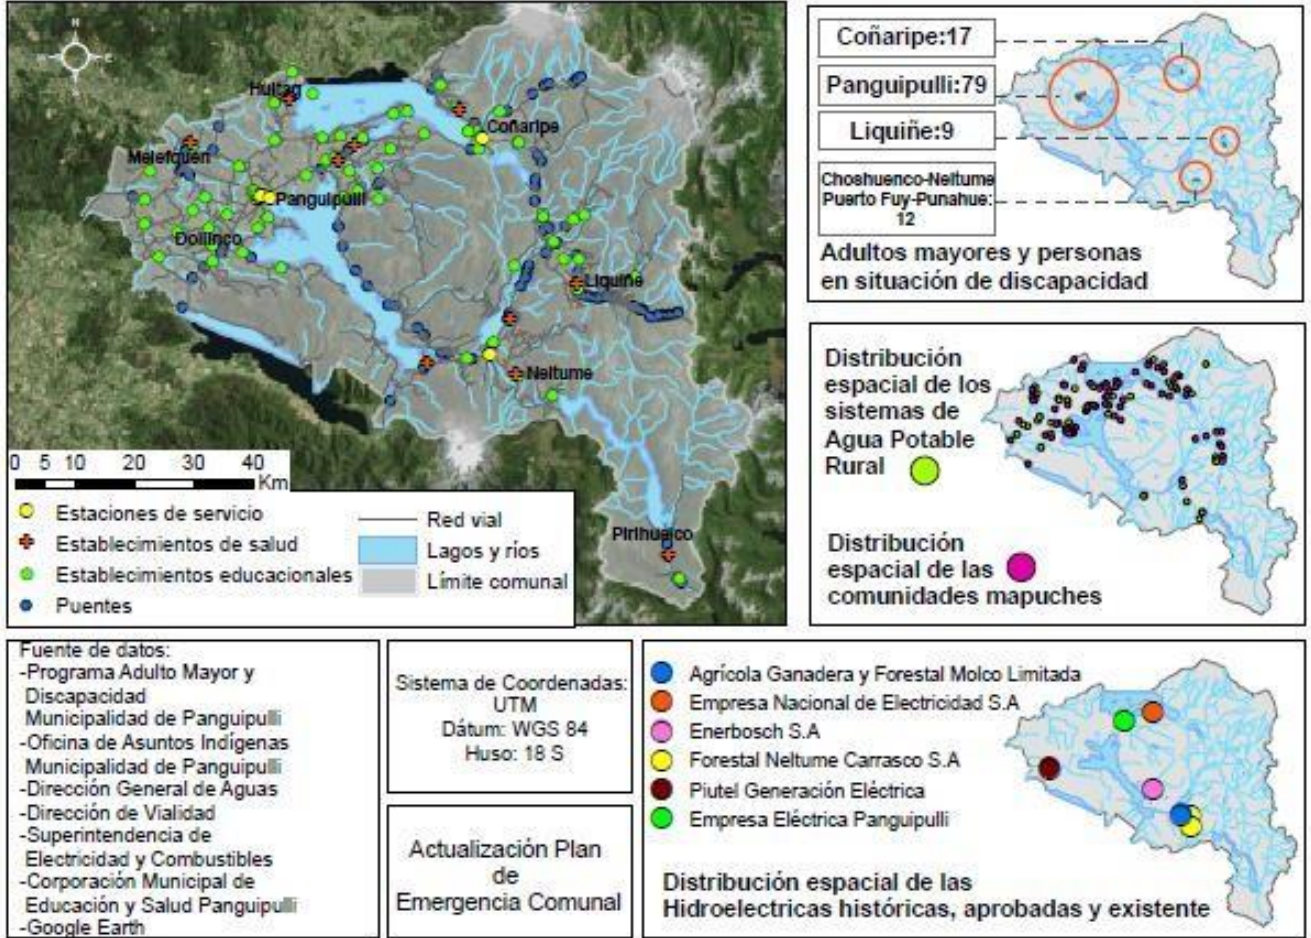 N
Huitag
Coñaripe
Melefquen
Panguipulli
Dollinco
Liquiñe
Neltume
Pirihuaico
0 5 10 20 30 40
Km
Estaciones de servicio
Establecimientos de salud
Establecimientos educacionales
Puentes
Red vial
Lagos y ríos
Límite comunal
Coñaripe:17
Panguipulli:79
Liquiñe:9
Choshuenco-Neltume
Puerto Fuy-Punahue:
12
Adultos mayores y personas
en situación de discapacidad
Distribución
espacial de los
sistemas de
Agua Potable
Rural
Distribución
espacial de las
comunidades mapuches
Fuente de datos:
-Programa Adulto Mayor y
Discapacidad
Municipalidad de Panguipulli
-Oficina de Asuntos Indígenas
Municipalidad de Panguipulli
-Dirección General de Aguas
-Dirección de Vialidad
-Superintendencia de
Electricidad y Combustibles
-Corporación Municipal de
Educación y Salud Panguipulli
-Google Earth
Sistema de Coordenadas:
UTM
Dátum: WGS 84
Huso: 18 S
Actualización Plan
de
Emergencia Comunal
Agrícola Ganadera y Forestal Molco Limitada
Empresa Nacional de Electricidad S.A
Enerbosch S.A
Forestal Neltume Carrasco S.A
Piutel Generación Eléctrica
Empresa Eléctrica Panguipulli
Distribución espacial de las
Hidroelectricas históricas, aprobadas y existente